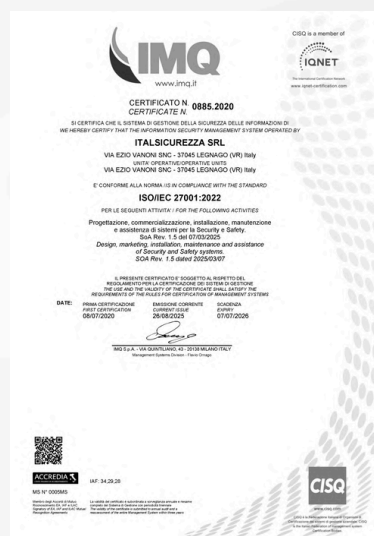 CISQ is a member of
IQNET
The International Certification Network
www.iqnet-certification.com
IMQ
www.imq.it
CERTIFICATO N. 0885.2020
CERTIFICATE N.
SI CERTIFICA CHE IL SISTEMA DI GESTIONE DELLA SICUREZZA DELLE INFORMAZIONI DI
WE HEREBY CERTIFY THAT THE INFORMATION SECURITY MANAGEMENT SYSTEM OPERATED BY
ITALSICUREZZA SRL
VIA EZIO VANONI SNC - 37045 LEGNAGO (VR) Italy
UNITA' OPERATIVE/OPERATIVE UNITS
VIA EZIO VANONI SNC - 37045 LEGNAGO (VR) Italy
E' CONFORME ALLA NORMA / IS IN COMPLIANCE WITH THE STANDARD
ISO/IEC 27001:2022
PER LE SEGUENTI ATTIVITA' / FOR THE FOLLOWING ACTIVITIES
Progettazione, commercializzazione, installazione, manutenzione
e assistenza di sistemi per la Security e Safety.
SoA Rev. 1.5 del 07/03/2025
Design, marketing, installation, maintenance and assistance
of Security and Safety systems.
SOA Rev. 1.5 dated 2025/03/07
IL PRESENTE CERTIFICATO E' SOGGETTO AL RISPETTO DEL
REGOLAMENTO PER LA CERTIFICAZIONE DEI SISTEMI DI GESTIONE
THE USE AND THE VALIDITY OF THE CERTIFICATE SHALL SATISFY THE
REQUIREMENTS OF THE RULES FOR CERTIFICATION OF MANAGEMENT SYSTEMS
DATE: PRIMA CERTIFICAZIONE EMISSIONE CORRENTE SCADENZA
FIRST CERTIFICATION CURRENT ISSUE EXPIRY
08/07/2020 26/08/2025 07/07/2026
IMQ S.p.A. - VIA QUINTILIANO, 43 - 20138 MILANO ITALY
Management Systems Division - Flavio Ornago
ACCREDIA
MS N° 0005MS
IAF: 34,29,28
CISQ
www.cisq.com